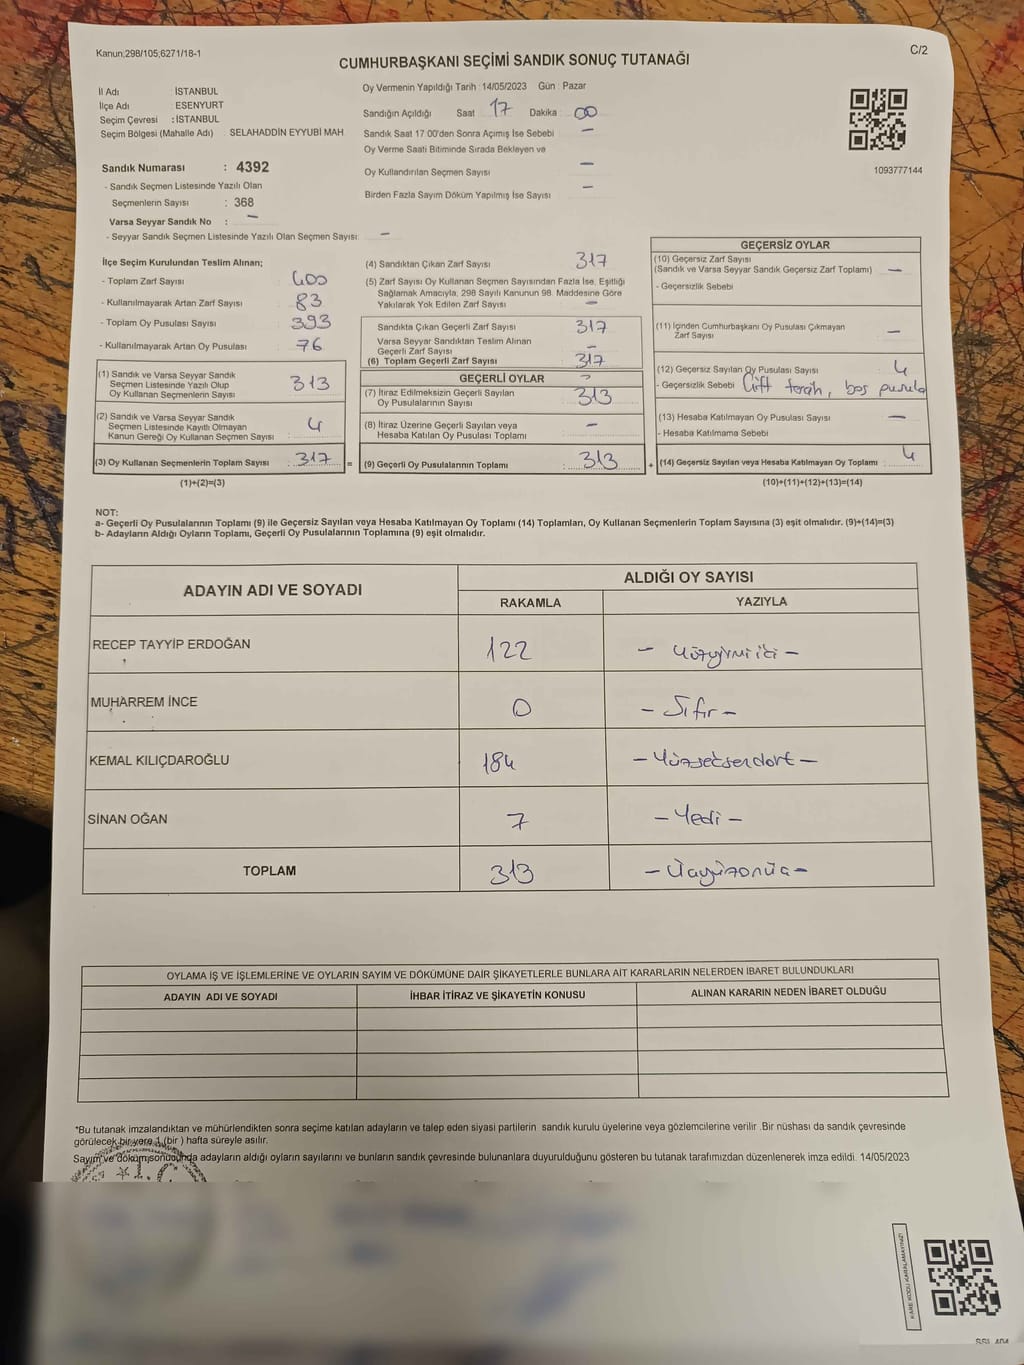 Kanun;298/105;6271/18-1
C/2
CUMHURBAŞKANI SEÇİMİ SANDIK SONUÇ TUTANAĞI
İl Adı : İSTANBUL
İlçe Adı : ESENYURT
Seçim Çevresi : İSTANBUL
Seçim Bölgesi (Mahalle Adı) : SELAHADDİN EYYUBİ MAH
Sandık Numarası : 4392
- Sandık Seçmen Listesinde Yazılı Olan
Seçmenlerin Sayısı : 368
Varsa Seyyar Sandık No : –
- Seyyar Sandık Seçmen Listesinde Yazılı Olan Seçmen Sayısı: –
Oy Vermenin Yapıldığı Tarih : 14/05/2023 Gün : Pazar
Sandığın Açıldığı Saat 17 Dakika : 00
Sandık Saat 17 00'den Sonra Açımış İse Sebebi –
Oy Verme Saati Bitiminde Sırada Bekleyen ve
Oy Kullandırılan Seçmen Sayısı –
Birden Fazla Sayım Döküm Yapılmış İse Sayısı –
1093777144
İlçe Seçim Kurulundan Teslim Alınan;
- Toplam Zarf Sayısı : 400
- Kullanılmayarak Artan Zarf Sayısı : 83
- Toplam Oy Pusulası Sayısı : 393
- Kullanılmayarak Artan Oy Pusulası : 76
(1) Sandık ve Varsa Seyyar Sandık
Seçmen Listesinde Yazılı Olup
Oy Kullanan Seçmenlerin Sayısı : 313
(2) Sandık ve Varsa Seyyar Sandık
Seçmen Listesinde Kayıtlı Olmayan
Kanun Gereği Oy Kullanan Seçmen Sayısı : 4
(3) Oy Kullanan Seçmenlerin Toplam Sayısı : 317 =
(1)+(2)=(3)
(4) Sandıktan Çıkan Zarf Sayısı 317
(5) Zarf Sayısı Oy Kullanan Seçmen Sayısından Fazla İse, Eşitliği
Sağlamak Amacıyla, 298 Sayılı Kanunun 98. Maddesine Göre
Yakılarak Yok Edilen Zarf Sayısı –
Sandıkta Çıkan Geçerli Zarf Sayısı 317
Varsa Seyyar Sandıktan Teslim Alınan
Geçerli Zarf Sayısı –
(6) Toplam Geçerli Zarf Sayısı : 317
GEÇERLİ OYLAR
(7) İtiraz Edilmeksizin Geçerli Sayılan
Oy Pusulalarının Sayısı : 313
(8) İtiraz Üzerine Geçerli Sayılan veya
Hesaba Katılan Oy Pusulası Toplamı : –
(9) Geçerli Oy Pusulalarının Toplamı : 313 +
GEÇERSİZ OYLAR
(10) Geçersiz Zarf Sayısı
(Sandık ve Varsa Seyyar Sandık Geçersiz Zarf Toplamı) –
- Geçersizlik Sebebi
(11) İçinden Cumhurbaşkanı Oy Pusulası Çıkmayan
Zarf Sayısı –
(12) Geçersiz Sayılan Oy Pusulası Sayısı 4
- Geçersizlik Sebebi Çift tercih, boş pusula
(13) Hesaba Katılmayan Oy Pusulası Sayısı –
- Hesaba Katılmama Sebebi
(14) Geçersiz Sayılan veya Hesaba Katılmayan Oy Toplamı : 4
(10)+(11)+(12)+(13)=(14)
NOT:
a- Geçerli Oy Pusulalarının Toplamı (9) ile Geçersiz Sayılan veya Hesaba Katılmayan Oy Toplamı (14) Toplamları, Oy Kullanan Seçmenlerin Toplam Sayısına (3) eşit olmalıdır. (9)+(14)=(3)
b- Adayların Aldığı Oyların Toplamı, Geçerli Oy Pusulalarının Toplamına (9) eşit olmalıdır.
ADAYIN ADI VE SOYADI
ALDIĞI OY SAYISI
RAKAMLA YAZIYLA
RECEP TAYYİP ERDOĞAN 122 – Yüzyirmi iki –
MUHARREM İNCE 0 – Sıfır –
KEMAL KILIÇDAROĞLU 184 – Yüzseksendört –
SİNAN OĞAN 7 – Yedi –
TOPLAM 313 – Üçyüzonüç –
OYLAMA İŞ VE İŞLEMLERİNE VE OYLARIN SAYIM VE DÖKÜMÜNE DAİR ŞİKAYETLERLE BUNLARA AİT KARARLARIN NELERDEN İBARET BULUNDUKLARI
ADAYIN ADI VE SOYADI İHBAR İTİRAZ VE ŞİKAYETİN KONUSU ALINAN KARARIN NEDEN İBARET OLDUĞU
*Bu tutanak imzalandıktan ve mühürlendikten sonra seçime katılan adayların ve talep eden siyasi partilerin sandık kurulu üyelerine veya gözlemcilerine verilir .Bir nüshası da sandık çevresinde
görülecek bir yere 1 (bir ) hafta süreyle asılır.
Sayım ve döküm sonucunda adayların aldığı oyların sayılarını ve bunların sandık çevresinde bulunanlara duyurulduğunu gösteren bu tutanak tarafımızdan düzenlenerek imza edildi. 14/05/2023
T.C
KARE KODU KARALAMAYINIZ!